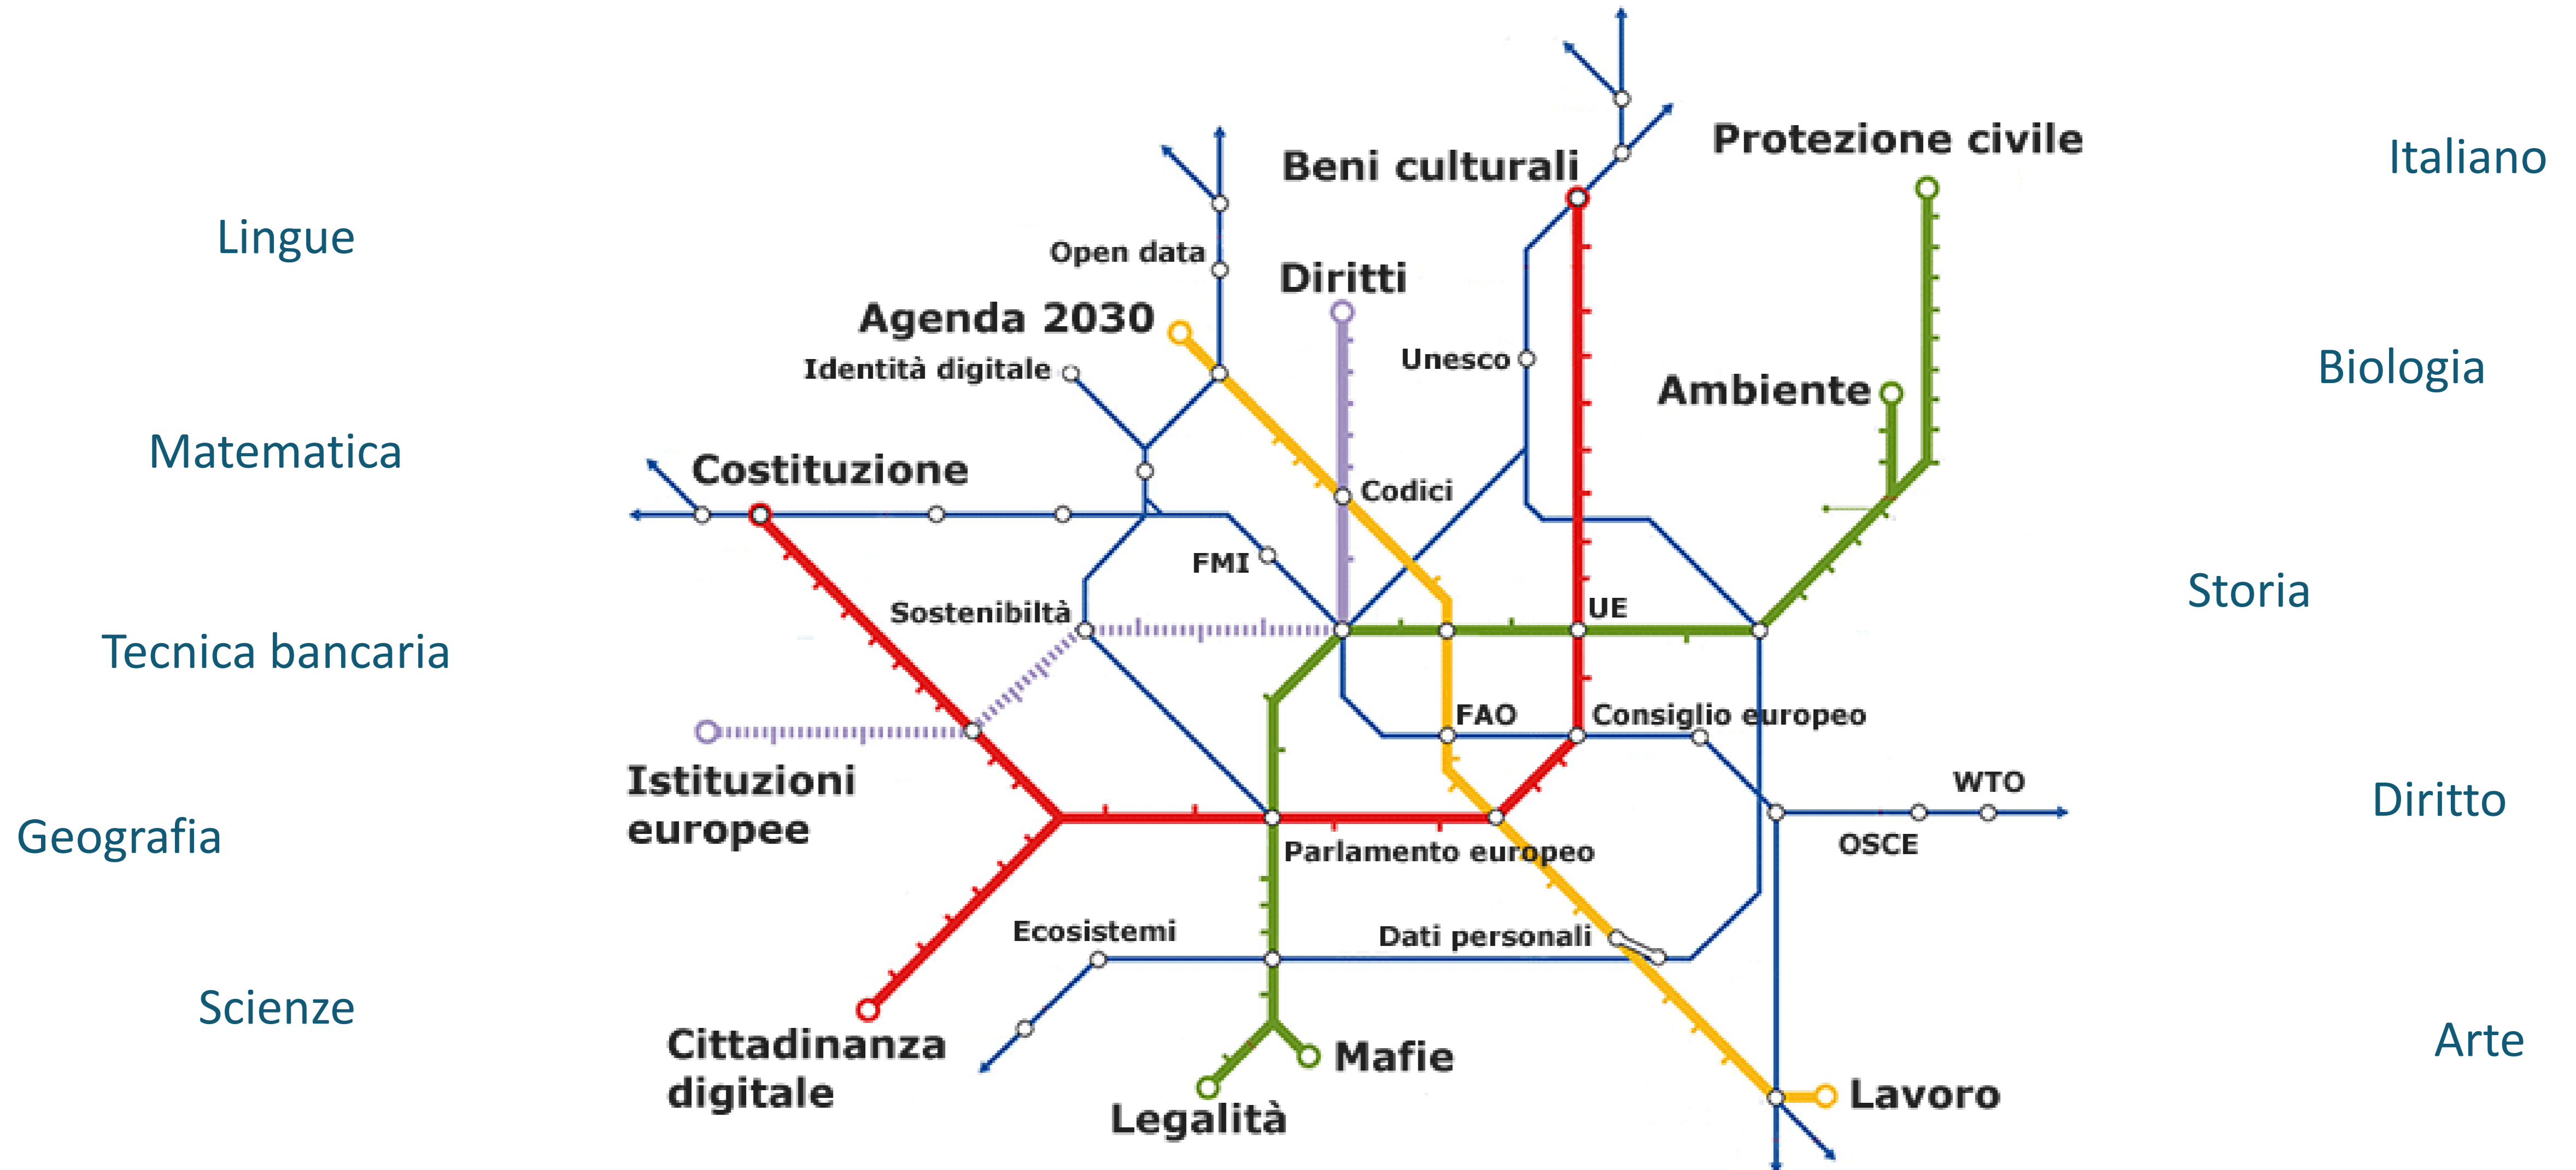 Protezione civile
Italiano
Beni culturali
Lingue
Open data
Diritti
Agenda 2030
Unesco
Identità digitale
Biologia
Ambiente
Matematica
Costituzione
Codici
FMI
Storia
Sostenibiltà
UE
Tecnica bancaria
FAO
Consiglio europeo
Istituzioni
europee
WTO
Diritto
Geografia
OSCE
Parlamento europeo
Ecosistemi
Dati personali
Scienze
Cittadinanza
digitale
Mafie
Arte
Lavoro
Legalità